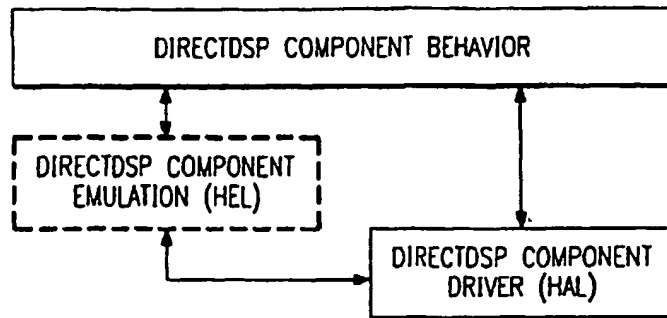 DIRECTDSP COMPONENT BEHAVIOR
DIRECTDSP COMPONENT
EMULATION (HEL)
DIRECTDSP COMPONENT
DRIVER (HAL)